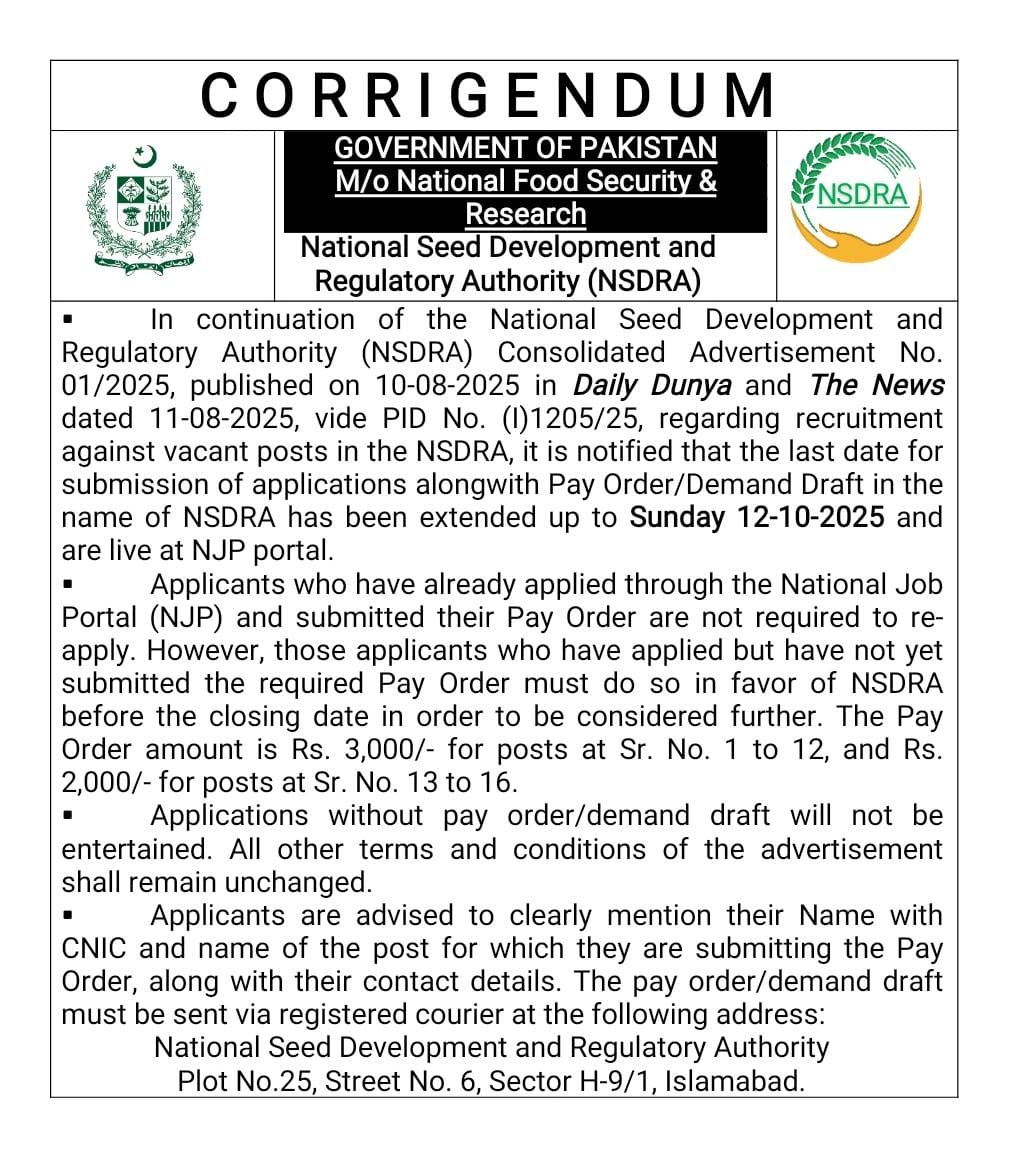 CORRIGENDUM
GOVERNMENT OF PAKISTAN
M/o National Food Security &
Research
National Seed Development and
Regulatory Authority (NSDRA)
NSDRA
▪ In continuation of the National Seed Development and
Regulatory Authority (NSDRA) Consolidated Advertisement No.
01/2025, published on 10-08-2025 in Daily Dunya and The News
dated 11-08-2025, vide PID No. (I)1205/25, regarding recruitment
against vacant posts in the NSDRA, it is notified that the last date for
submission of applications alongwith Pay Order/Demand Draft in the
name of NSDRA has been extended up to Sunday 12-10-2025 and
are live at NJP portal.
▪ Applicants who have already applied through the National Job
Portal (NJP) and submitted their Pay Order are not required to re-
apply. However, those applicants who have applied but have not yet
submitted the required Pay Order must do so in favor of NSDRA
before the closing date in order to be considered further. The Pay
Order amount is Rs. 3,000/- for posts at Sr. No. 1 to 12, and Rs.
2,000/- for posts at Sr. No. 13 to 16.
▪ Applications without pay order/demand draft will not be
entertained. All other terms and conditions of the advertisement
shall remain unchanged.
▪ Applicants are advised to clearly mention their Name with
CNIC and name of the post for which they are submitting the Pay
Order, along with their contact details. The pay order/demand draft
must be sent via registered courier at the following address:
National Seed Development and Regulatory Authority
Plot No.25, Street No. 6, Sector H-9/1, Islamabad.